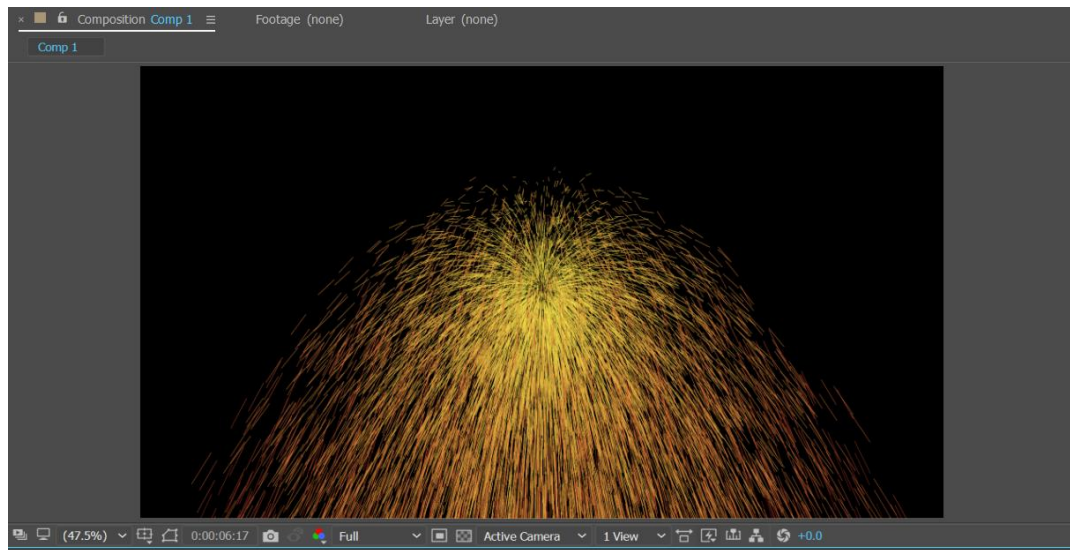 Composition Comp 1 Footage (none) Layer (none)
Comp 1
(47.5%) 0:00:06:17 Full Active Camera 1 View +0.0